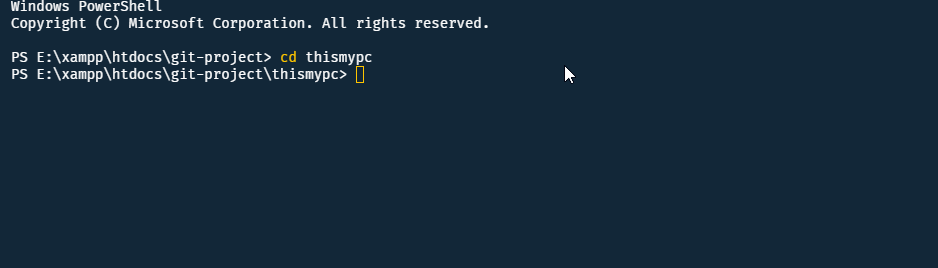 Windows PowerShell
Copyright (C) Microsoft Corporation. All rights reserved.
PS E:\xampp\htdocs\git-project> cd thismypc
PS E:\xampp\htdocs\git-project\thismypc>